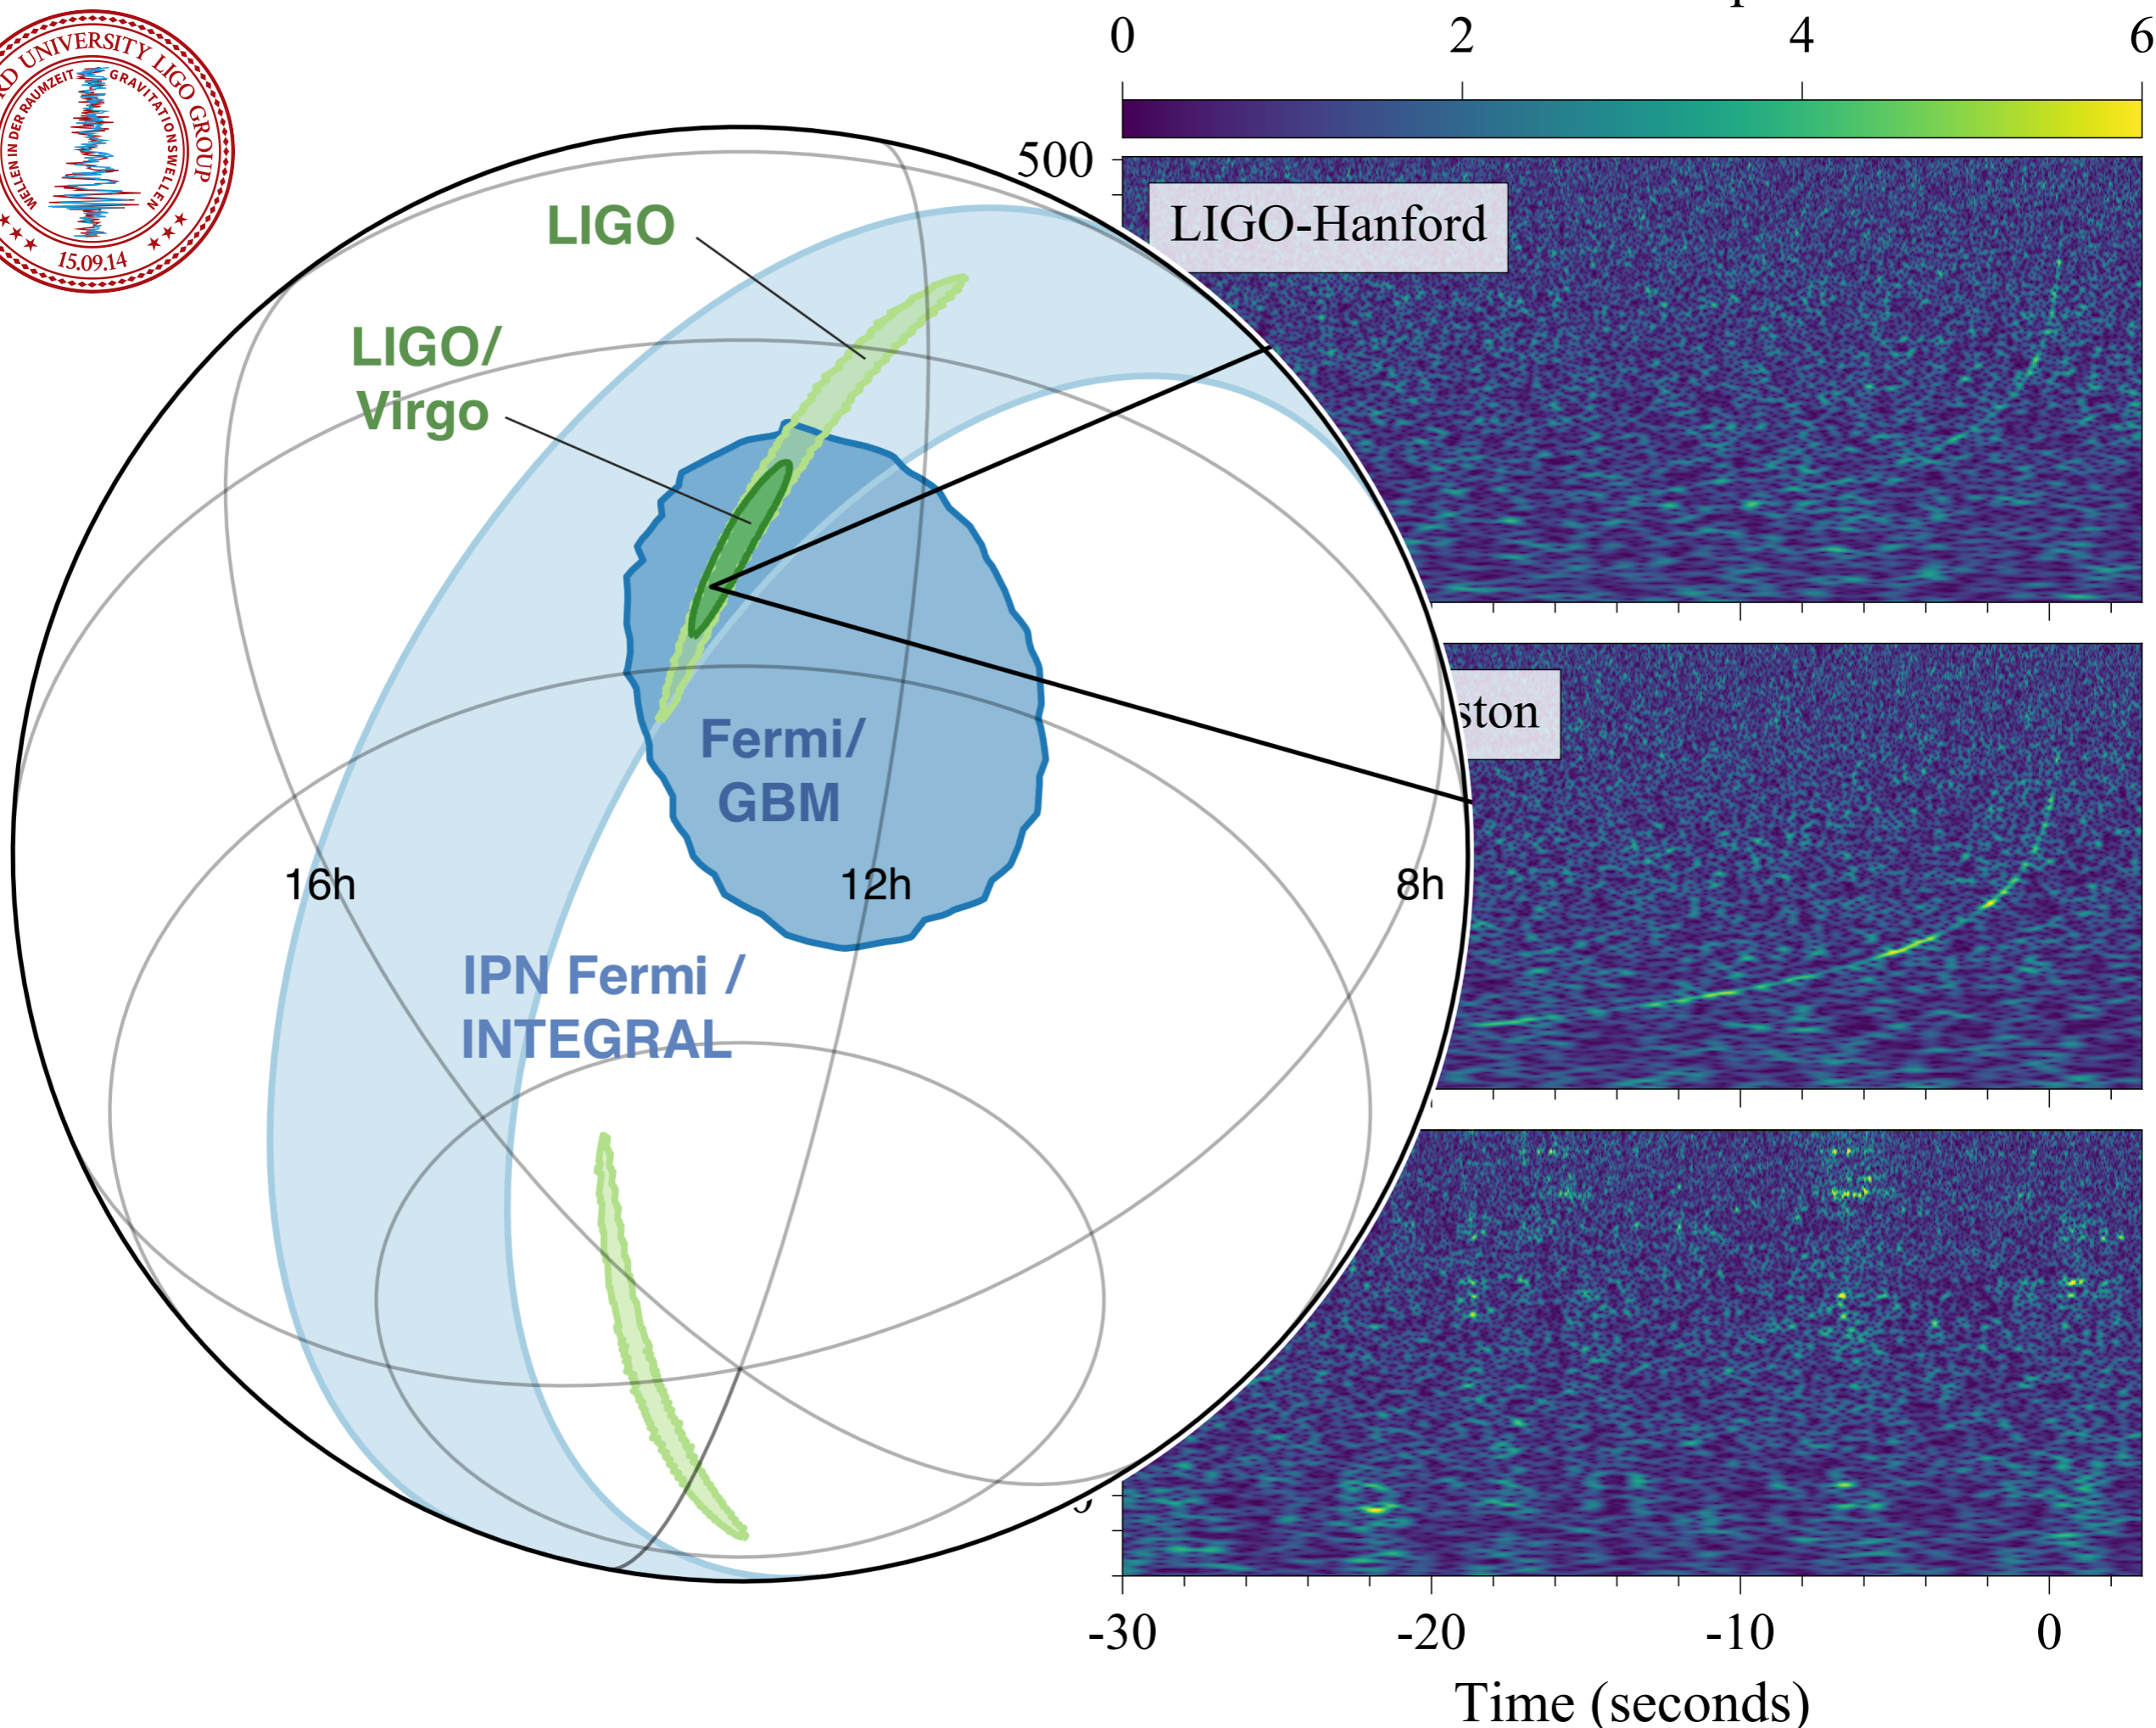 UNIVERSITY LIGO GROUP
WELLEN IN DER RAUMZEIT GRAVITATIONSWELLEN
15.09.14
0 2 4 6
500
LIGO-Hanford
LIGO
LIGO/
Virgo
Fermi/
GBM
16h 12h 8h
IPN Fermi /
INTEGRAL
-30 -20 -10 0
Time (seconds)